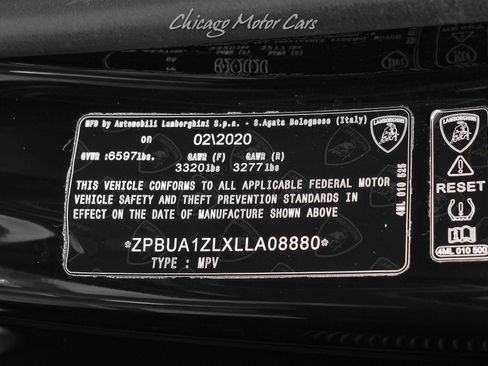 Chicago Motor Cars
MFD by Automobili Lamborghini S.p.a. - S.Agata Bolognese (Italy)
on 02\2020
GVWR :6597lbs. GAWR (F) GAWR (R)
3320lbs 3277lbs
THIS VEHICLE CONFORMS TO ALL APPLICABLE FEDERAL MOTOR
VEHICLE SAFETY AND THEFT PREVENTION STANDARDS IN
EFFECT ON THE DATE OF MANUFACTURE SHOWN ABOVE
*ZPBUA1ZLXLLA08880*
TYPE : MPV
LAMBORGHINI
4ML 010 525
LAMBORGHINI
RESET
4ML 010 500